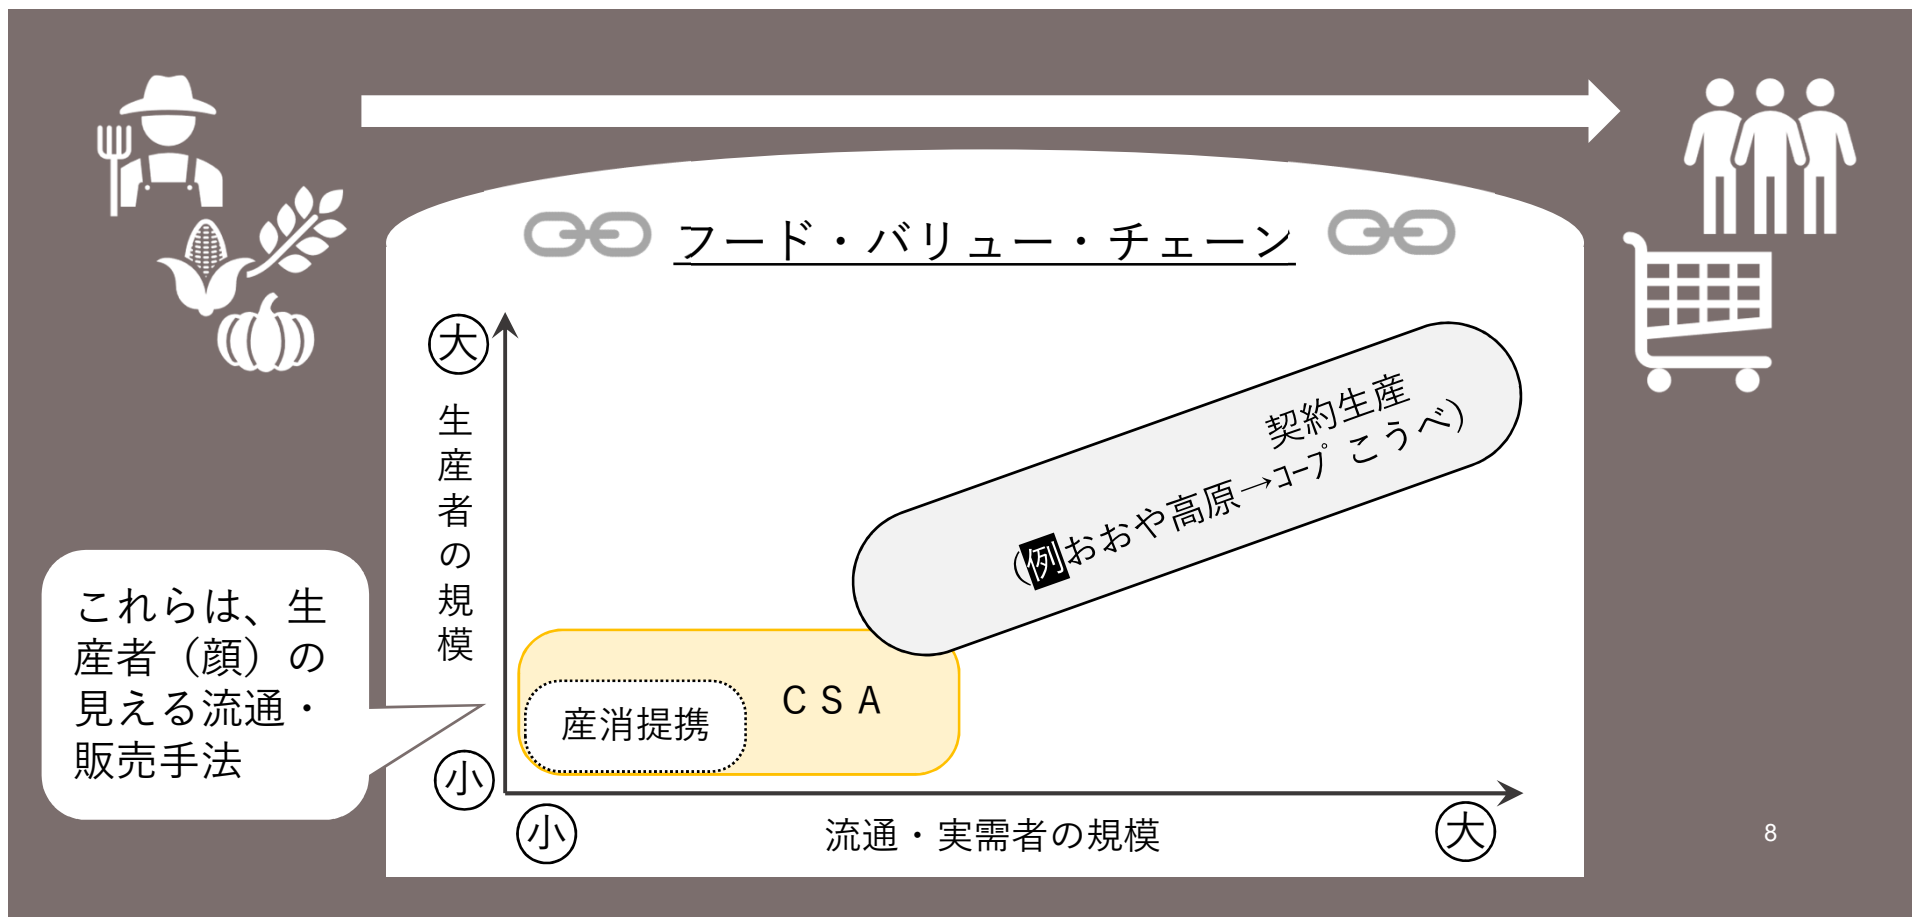 フード・バリュー・チェーン
大
生産者の規模
契約生産
(例おおや高原→ｺｰﾌﾟこうべ)
これらは、生
産者（顔）の
見える流通・
販売手法
ＣＳＡ
産消提携
小
小
流通・実需者の規模
大
8